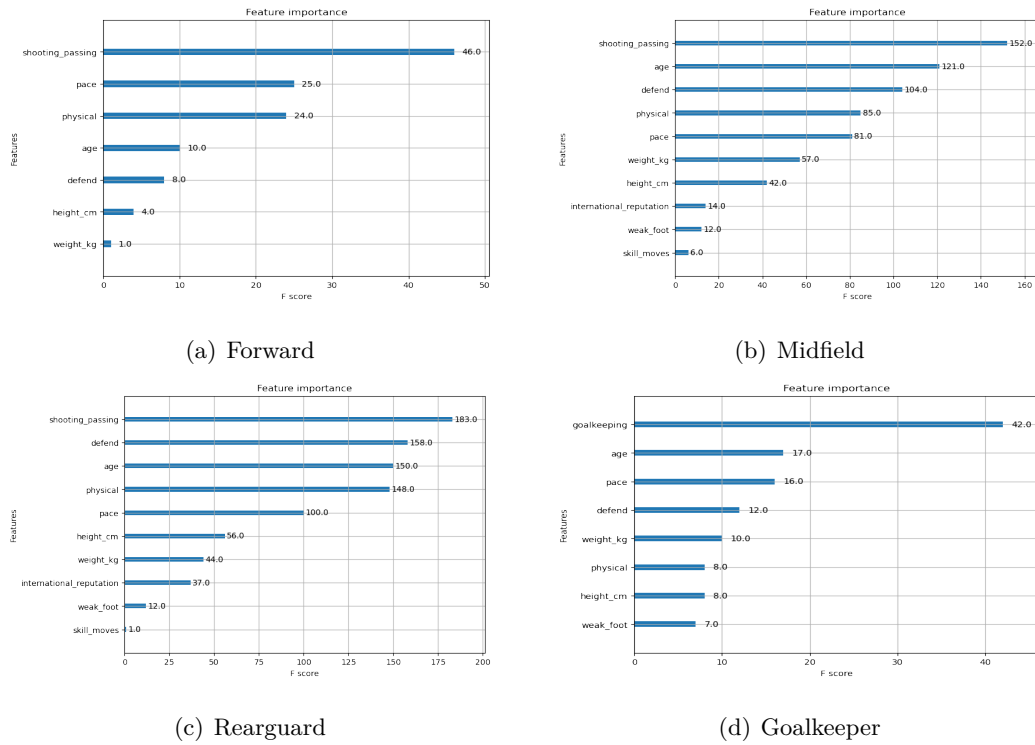 Feature importance
Features
shooting_passing 46.0
pace 25.0
physical 24.0
age 10.0
defend 8.0
height_cm 4.0
weight_kg 1.0
0 10 20 30 40 50
F score
(a) Forward
Feature importance
Features
shooting_passing 152.0
age 121.0
defend 104.0
physical 85.0
pace 81.0
weight_kg 57.0
height_cm 42.0
international_reputation 14.0
weak_foot 12.0
skill_moves 6.0
0 20 40 60 80 100 120 140 160
F score
(b) Midfield
Feature importance
Features
shooting_passing 183.0
defend 158.0
age 150.0
physical 148.0
pace 100.0
height_cm 56.0
weight_kg 44.0
international_reputation 37.0
weak_foot 12.0
skill_moves 1.0
0 25 50 75 100 125 150 175 200
F score
(c) Rearguard
Feature importance
Features
goalkeeping 42.0
age 17.0
pace 16.0
defend 12.0
weight_kg 10.0
physical 8.0
height_cm 8.0
weak_foot 7.0
0 10 20 30 40
F score
(d) Goalkeeper